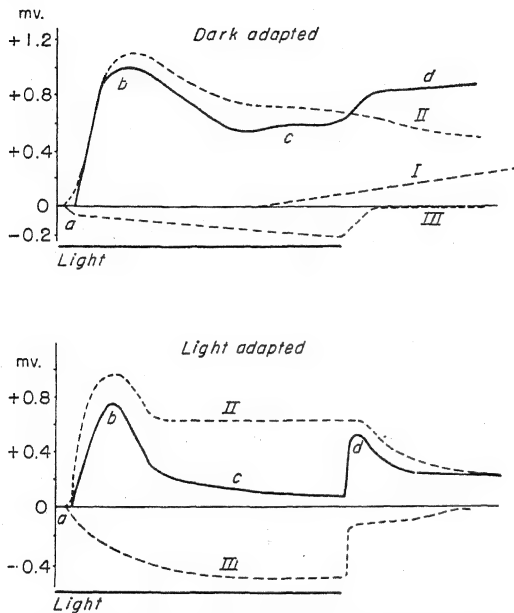 mv.
Dark adapted
+1.2
+0.8
+0.4
0
-0.2
b
c
d
II
I
III
a
Light
Light adapted
mv.
+0.8
+0.4
0
-0.4
II
b
d
c
a
III
Light